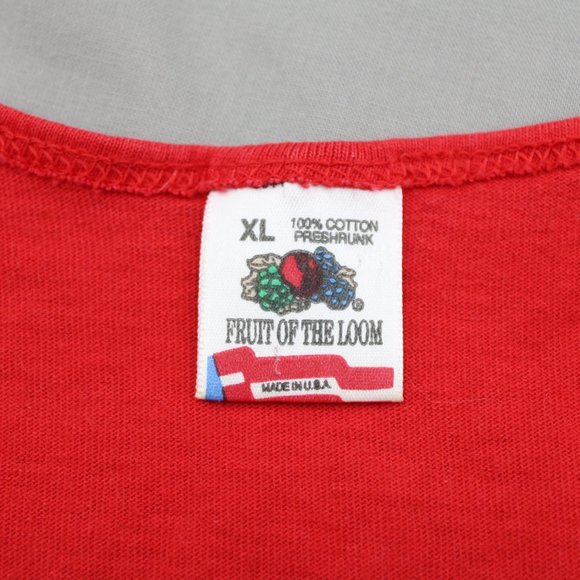 XL 100% COTTON
PRESHRUNK
®
FRUIT OF THE LOOM
MADE IN U.S.A.